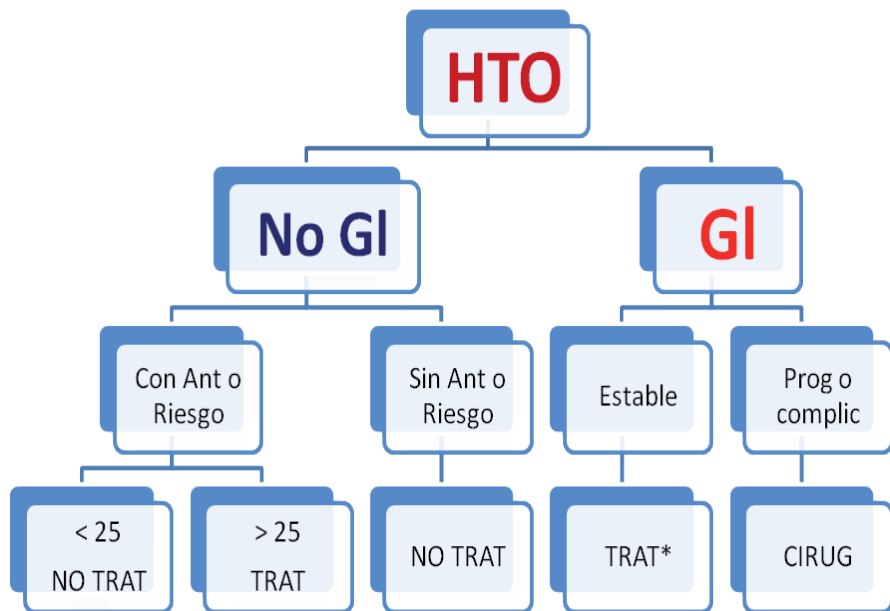 HTO
No Gl
Gl
Con Ant o
Riesgo
Sin Ant o
Riesgo
Estable
Prog o
complic
< 25
NO TRAT
> 25
TRAT
NO TRAT
TRAT*
CIRUG